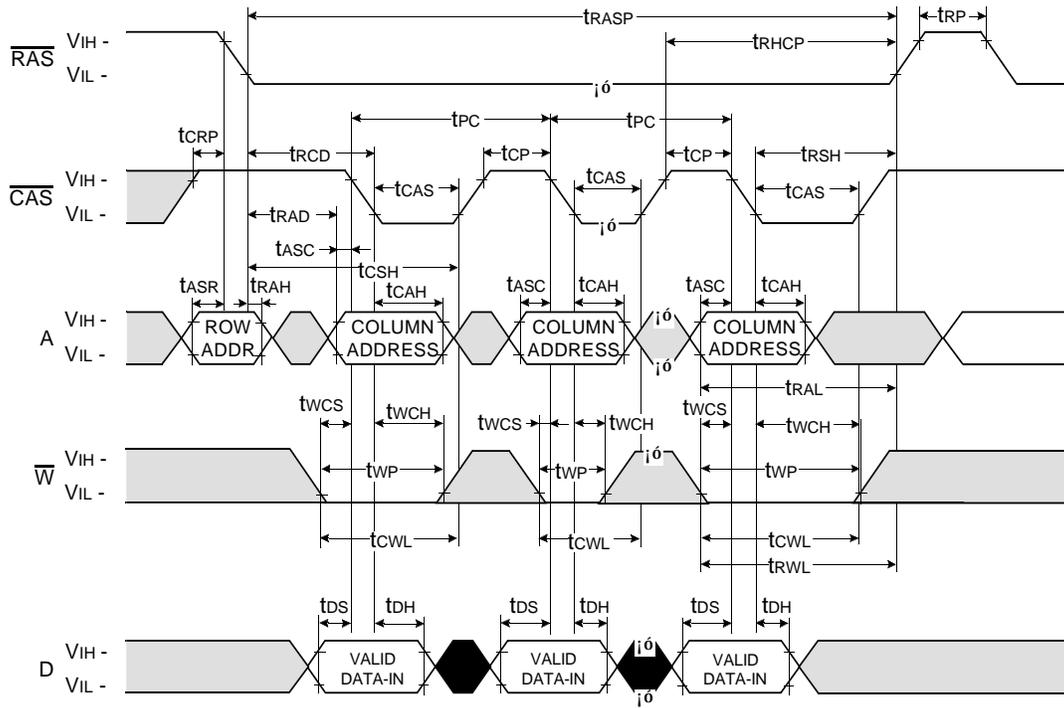 tRASP
tRP
tRHCP
RAS
VIH -
VIL -
¡ó
tPC
tPC
tCRP
tRCD
tCP
tCP
tRSH
CAS
VIH -
VIL -
tCAS
tCAS
tCAS
¡ó
tRAD
tASC
tCSH
tASR
tRAH
tCAH
tASC
tCAH
tASC
tCAH
A
VIH -
VIL -
ROW
ADDR
COLUMN
ADDRESS
COLUMN
ADDRESS
¡ó
¡ó
COLUMN
ADDRESS
tRAL
tWCS
tWCH
tWCS
tWCH
tWCS
tWCH
W
VIH -
VIL -
tWP
tWP
¡ó
tWP
tCWL
tCWL
tCWL
tRWL
tDS
tDH
tDS
tDH
tDS
tDH
D
VIH -
VIL -
VALID
DATA-IN
VALID
DATA-IN
¡ó
¡ó
VALID
DATA-IN